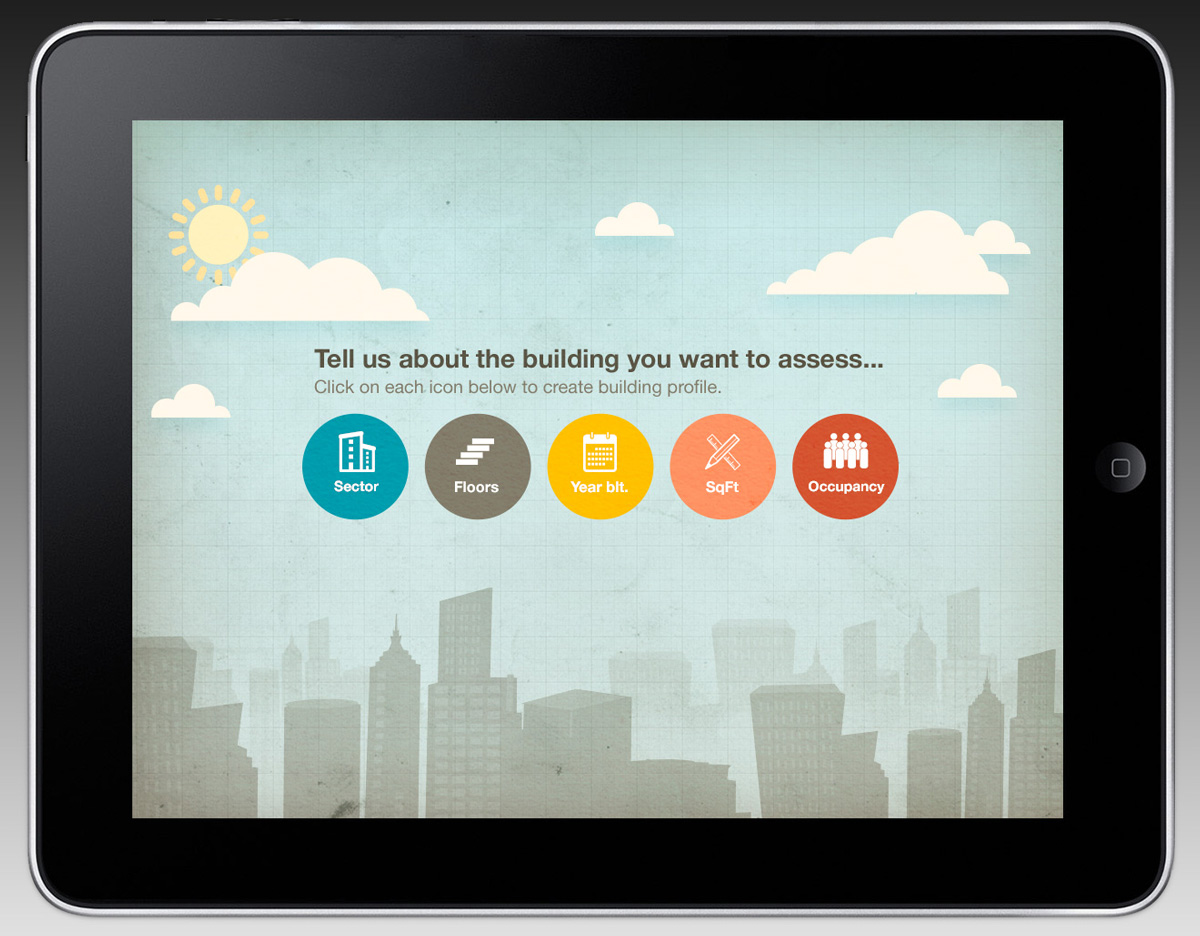 Tell us about the building you want to assess...
Click on each icon below to create building profile.
Sector
Floors
Year blt.
SqFt
Occupancy